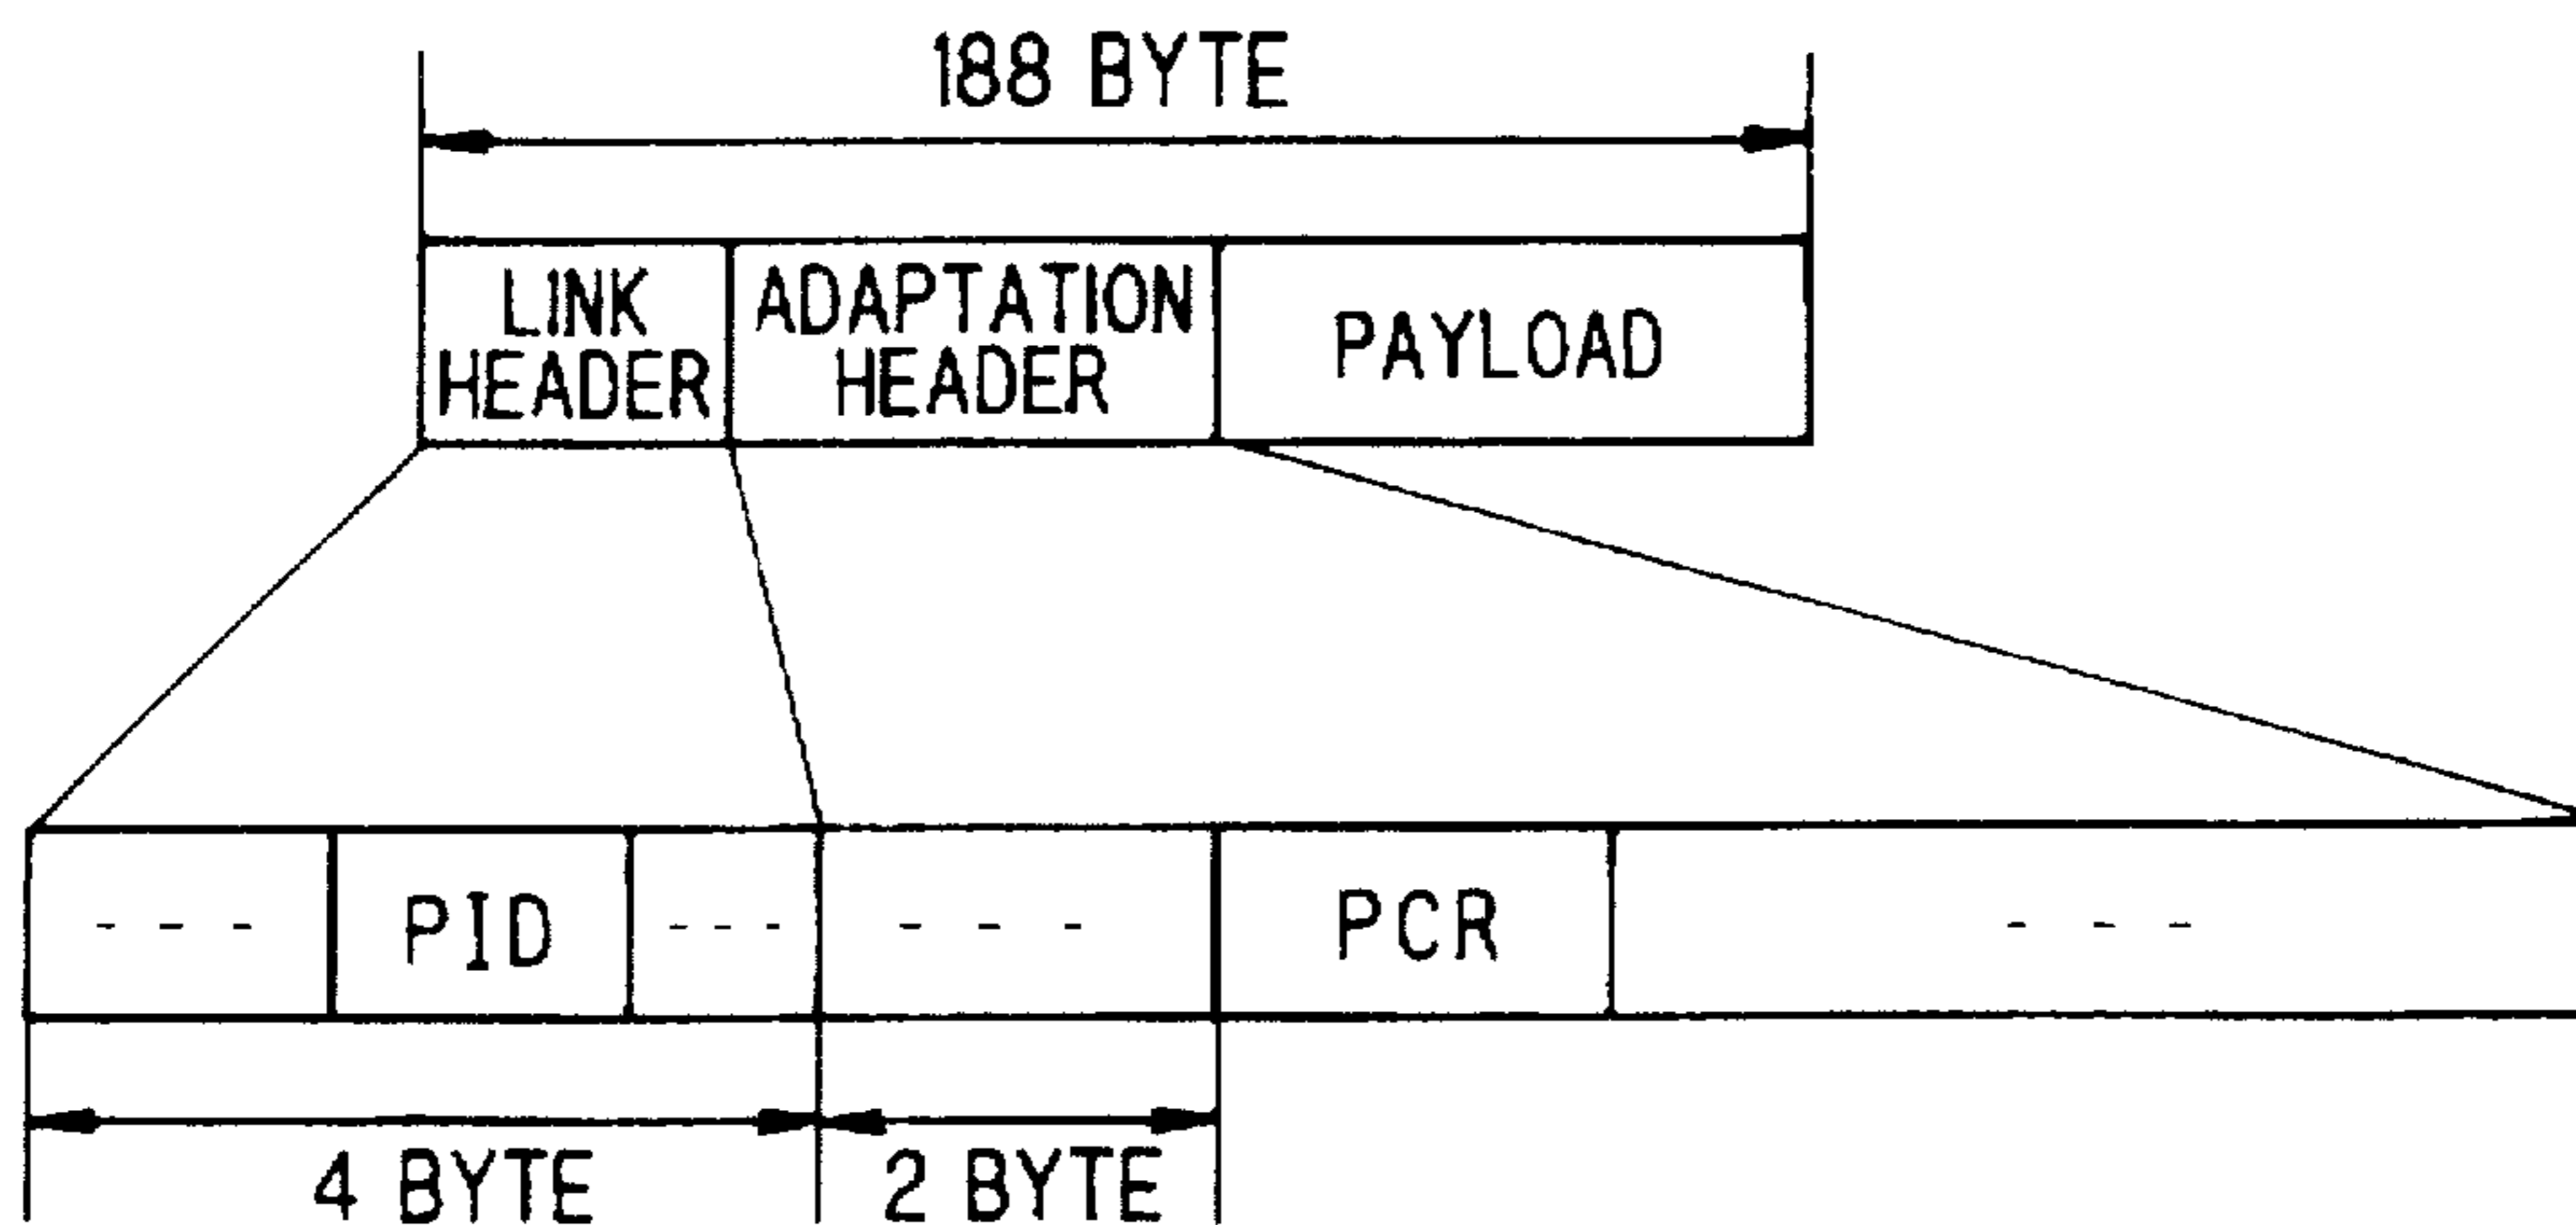 188 BYTE
LINK
HEADER
ADAPTATION
HEADER
PAYLOAD
- - - PID - - - - - - PCR - - -
4 BYTE 2 BYTE